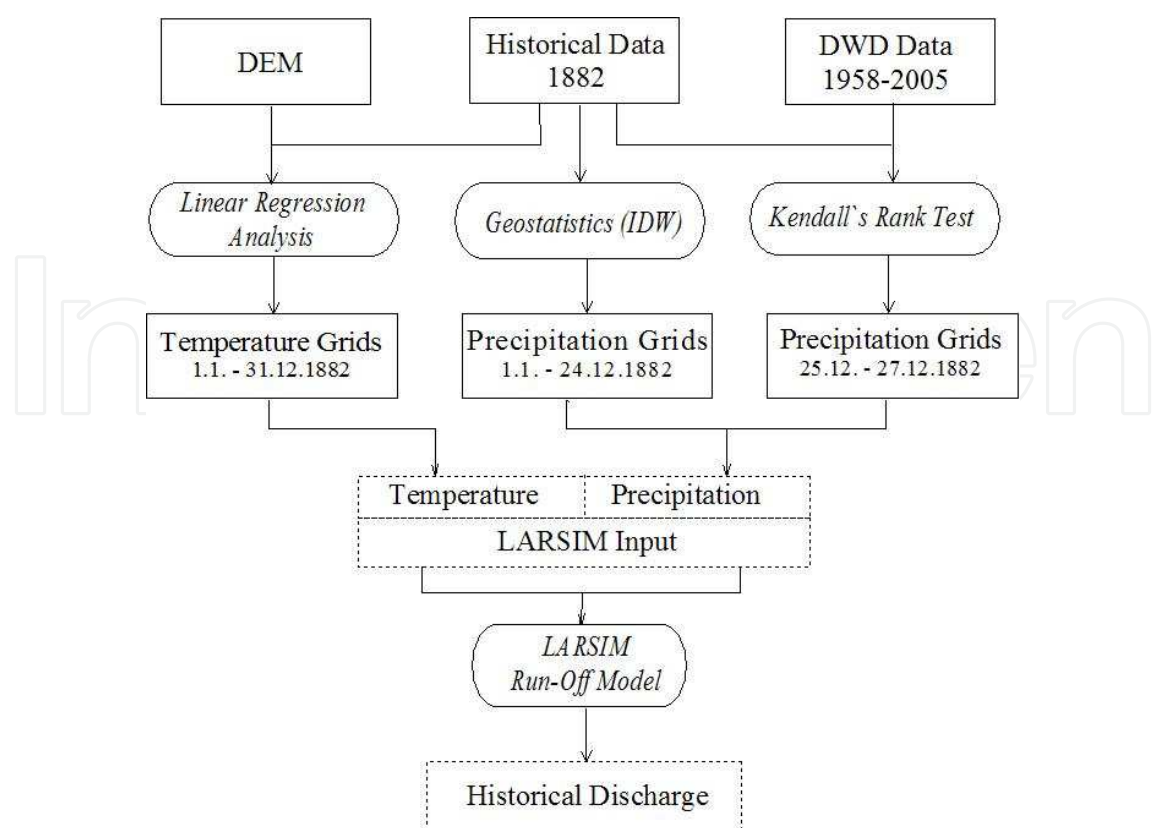 DEM
Historical Data
1882
DWD Data
1958-2005
Linear Regression
Analysis
Geostatistics (IDW)
Kendall`s Rank Test
Temperature Grids
1.1. - 31.12.1882
Precipitation Grids
1.1. - 24.12.1882
Precipitation Grids
25.12. - 27.12.1882
Temperature
Precipitation
LARSIM Input
LARSIM
Run-Off Model
Historical Discharge